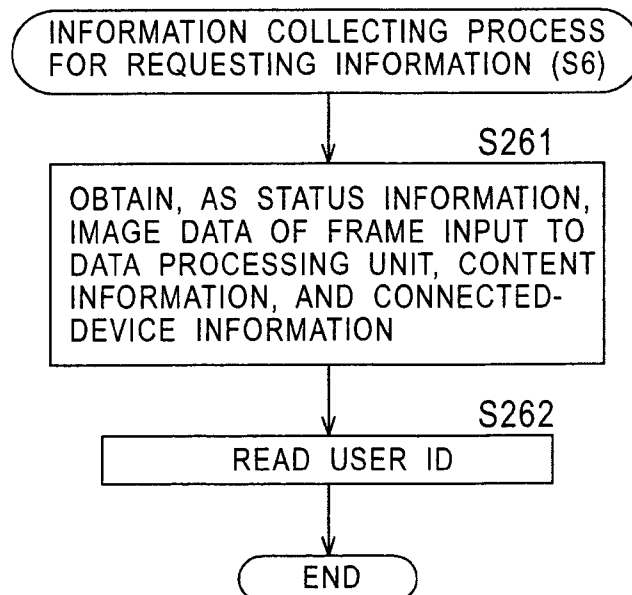 INFORMATION COLLECTING PROCESS
FOR REQUESTING INFORMATION (S6)
S261
OBTAIN, AS STATUS INFORMATION,
IMAGE DATA OF FRAME INPUT TO
DATA PROCESSING UNIT, CONTENT
INFORMATION, AND CONNECTED-
DEVICE INFORMATION
S262
READ USER ID
END